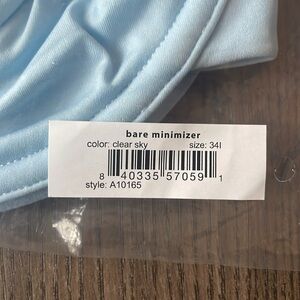 bare minimizer
color: clear sky size: 34I
8 40335 57059 1
style: A10165